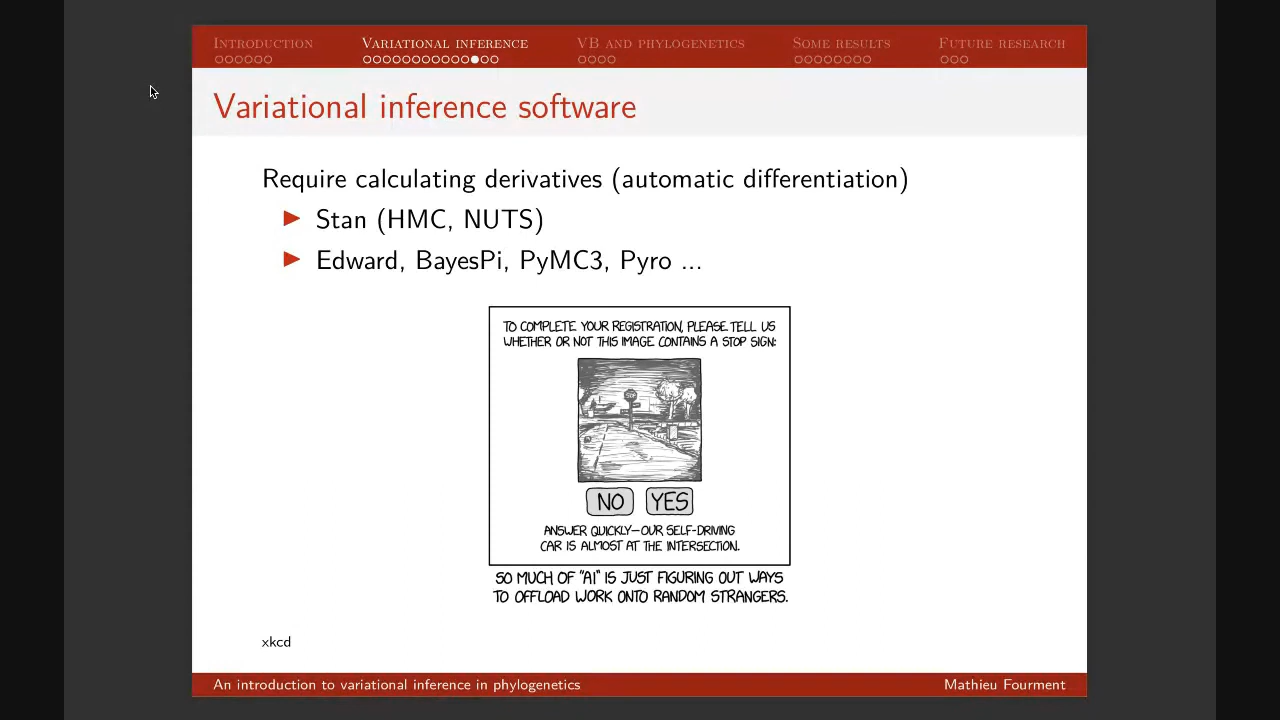 Introduction Variational inference VB and phylogenetics Some results Future research
Variational inference software
Require calculating derivatives (automatic differentiation)
Stan (HMC, NUTS)
Edward, BayesPi, PyMC3, Pyro ...
TO COMPLETE YOUR REGISTRATION, PLEASE TELL US
WHETHER OR NOT THIS IMAGE CONTAINS A STOP SIGN:
STOP
NO YES
ANSWER QUICKLY—OUR SELF-DRIVING
CAR IS ALMOST AT THE INTERSECTION.
SO MUCH OF "AI" IS JUST FIGURING OUT WAYS
TO OFFLOAD WORK ONTO RANDOM STRANGERS.
xkcd
An introduction to variational inference in phylogenetics Mathieu Fourment